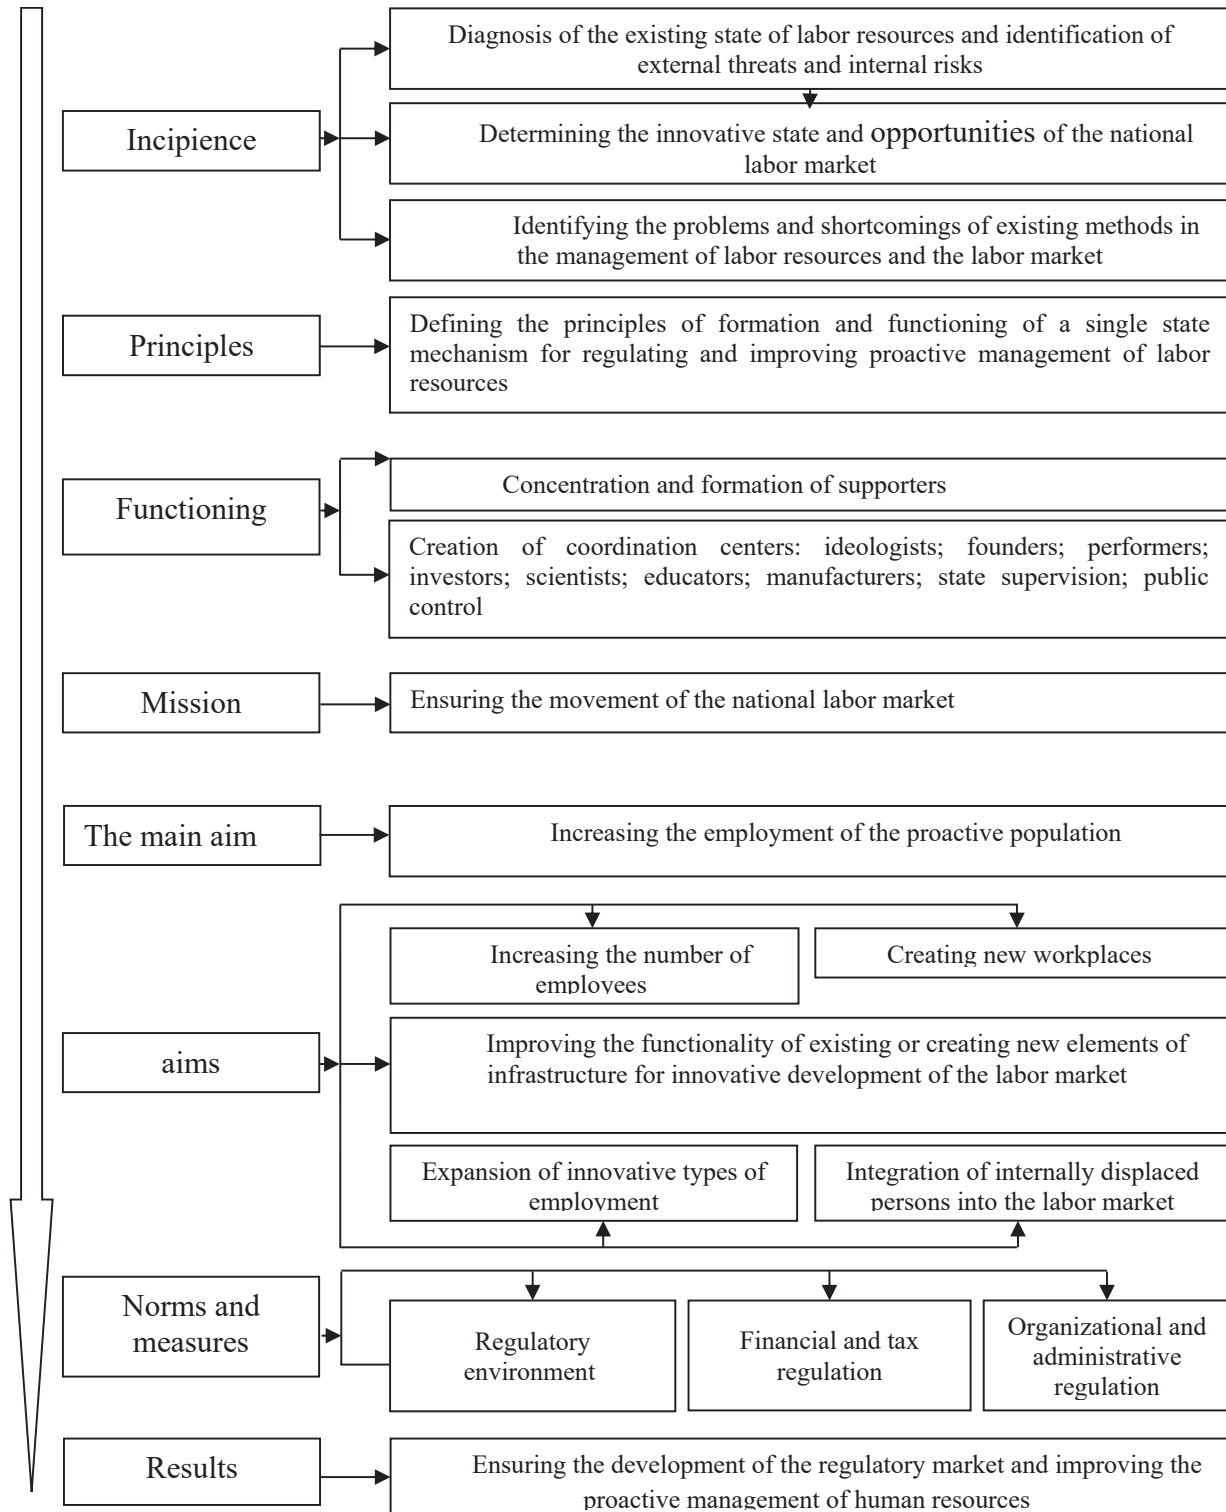 Diagnosis of the existing state of labor resources and identification of
external threats and internal risks
Incipience
Determining the innovative state and opportunities of the national
labor market
Identifying the problems and shortcomings of existing methods in
the management of labor resources and the labor market
Principles
Defining the principles of formation and functioning of a single state
mechanism for regulating and improving proactive management of labor
resources
Functioning
Concentration and formation of supporters
Creation of coordination centers: ideologists; founders; performers;
investors; scientists; educators; manufacturers; state supervision; public
control
Mission
Ensuring the movement of the national labor market
The main aim
Increasing the employment of the proactive population
Increasing the number of
employees
Creating new workplaces
aims
Improving the functionality of existing or creating new elements of
infrastructure for innovative development of the labor market
Expansion of innovative types of
employment
Integration of internally displaced
persons into the labor market
Norms and
measures
Regulatory
environment
Financial and tax
regulation
Organizational and
administrative
regulation
Results
Ensuring the development of the regulatory market and improving the
proactive management of human resources